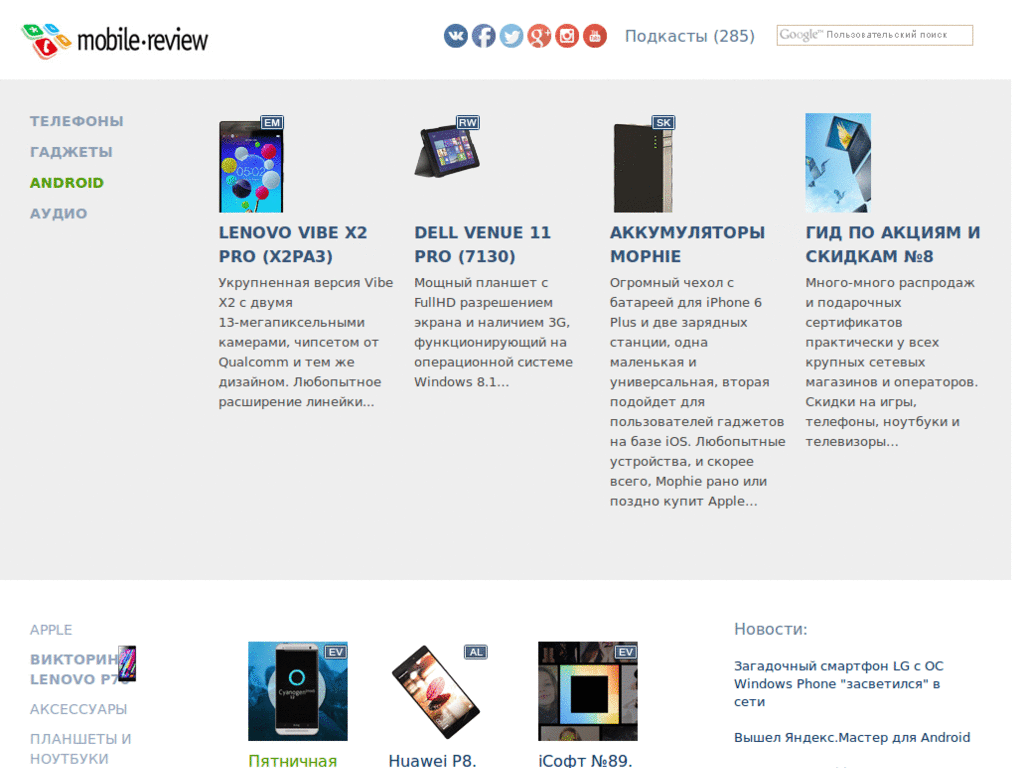 mobile-review
Подкасты (285)
Google™ Пользовательский поиск
ТЕЛЕФОНЫ
ГАДЖЕТЫ
ANDROID
АУДИО
EM
LENOVO VIBE X2
PRO (X2PA3)
Укрупненная версия Vibe
X2 с двумя
13-мегапиксельными
камерами, чипсетом от
Qualcomm и тем же
дизайном. Любопытное
расширение линейки...
RW
DELL VENUE 11
PRO (7130)
Мощный планшет с
FullHD разрешением
экрана и наличием 3G,
функционирующий на
операционной системе
Windows 8.1...
SK
АККУМУЛЯТОРЫ
MOPHIE
Огромный чехол с
батареей для iPhone 6
Plus и две зарядных
станции, одна
маленькая и
универсальная, вторая
подойдет для
пользователей гаджетов
на базе iOS. Любопытные
устройства, и скорее
всего, Mophie рано или
поздно купит Apple...
ГИД ПО АКЦИЯМ И
СКИДКАМ №8
Много-много распродаж
и подарочных
сертификатов
практически у всех
крупных сетевых
магазинов и операторов.
Скидки на игры,
телефоны, ноутбуки и
телевизоры...
APPLE
ВИКТОРИН
LENOVO P7
АКСЕССУАРЫ
ПЛАНШЕТЫ И
НОУТБУКИ
EV
Пятничная
AL
Huawei P8.
EV
iСофт №89.
Новости:
Загадочный смартфон LG с ОС
Windows Phone "засветился" в
сети
Вышел Яндекс.Мастер для Android